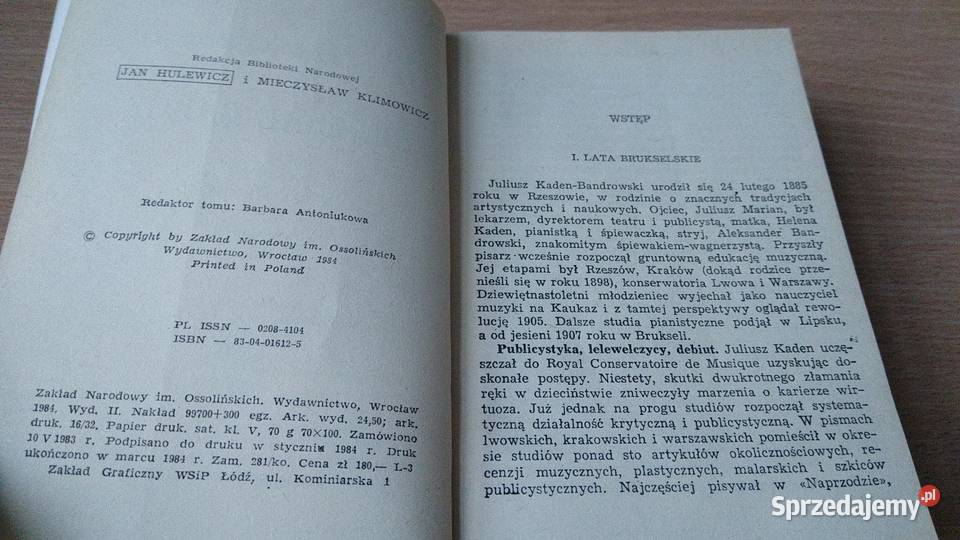 Redakcja Biblioteki Narodowej
JAN HULEWICZ i MIECZYSŁAW KLIMOWICZ
Redaktor tomu: Barbara Antoniukowa
© Copyright by Zakład Narodowy im. Ossolińskich
Wydawnictwo, Wrocław 1984
Printed in Poland
PL ISSN — 0208-4104
ISBN — 83-04-01612-5
Zakład Narodowy im. Ossolińskich. Wydawnictwo, Wrocław
1984. Wyd. II. Nakład 99700+300 egz. Ark. wyd. 24,50; ark.
druk. 16/32. Papier druk. sat. kl. V, 70 g 70×100. Zamówiono
10 V 1983 r. Podpisano do druku w styczniu 1984 r. Druk
ukończono w marcu 1984 r. Zam. 281/ko. Cena zł 180,— L-3
Zakład Graficzny WSiP Łódź, ul. Kominiarska 1
WSTĘP
I. LATA BRUKSELSKIE
Juliusz Kaden-Bandrowski urodził się 24 lutego 1885
roku w Rzeszowie, w rodzinie o znacznych tradycjach
artystycznych i naukowych. Ojciec, Juliusz Marian, był
lekarzem, dyrektorem teatru i publicystą, matka, Helena
Kaden, pianistką i śpiewaczką, stryj, Aleksander Ban-
drowski, znakomitym śpiewakiem-wagnerzystą. Przyszły
pisarz wcześnie rozpoczął gruntowną edukację muzyczną.
Jej etapami był Rzeszów, Kraków (dokąd rodzice prze-
nieśli się w roku 1898), konserwatoria Lwowa i Warszawy.
Dziewiętnastoletni młodzieniec wyjechał jako nauczyciel
muzyki na Kaukaz i z tamtej perspektywy oglądał rewo-
lucję 1905. Dalsze studia pianistyczne podjął w Lipsku,
a od jesieni 1907 roku w Brukseli.
Publicystyka, lelewelczycy, debiut. Juliusz Kaden uczę-
szczał do Royal Conservatoire de Musique uzyskując do-
skonałe postępy. Niestety, skutki dwukrotnego złamania
ręki w dzieciństwie zniweczyły marzenia o karierze wir-
tuoza. Już jednak na progu studiów rozpoczął systema-
tyczną działalność krytyczną i publicystyczną. W pismach
lwowskich, krakowskich i warszawskich pomieścił w okre-
sie studiów ponad sto artykułów okolicznościowych, re-
cenzji muzycznych, plastycznych, malarskich i szkiców
publicystycznych. Najczęściej pisywał w «Naprzodzie»,
Sprzedajemy.pl